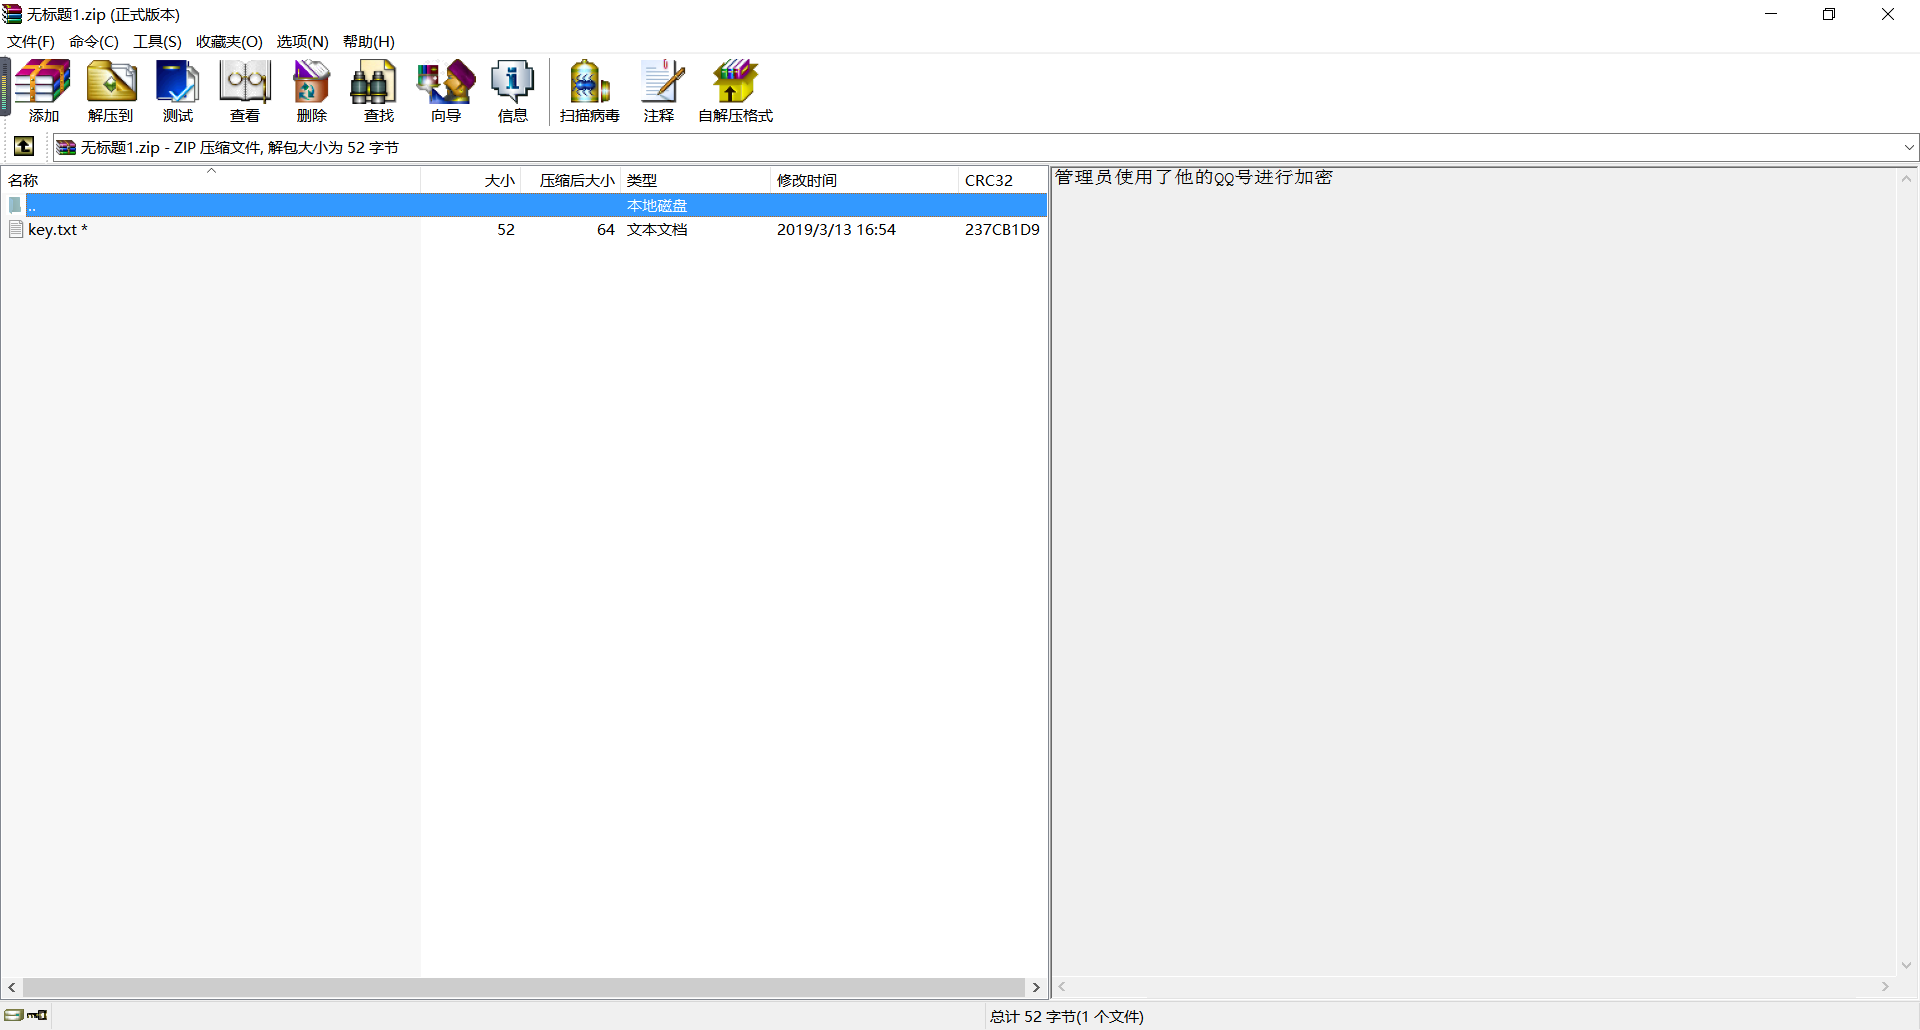 无标题1.zip (正式版本)
文件(F) 命令(C) 工具(S) 收藏夹(O) 选项(N) 帮助(H)
添加 解压到 测试 查看 删除 查找 向导 信息 扫描病毒 注释 自解压格式
无标题1.zip - ZIP 压缩文件, 解包大小为 52 字节
名称 大小 压缩后大小 类型 修改时间 CRC32
.. 本地磁盘
key.txt * 52 64 文本文档 2019/3/13 16:54 237CB1D9
管理员使用了他的QQ号进行加密
总计 52 字节(1 个文件)